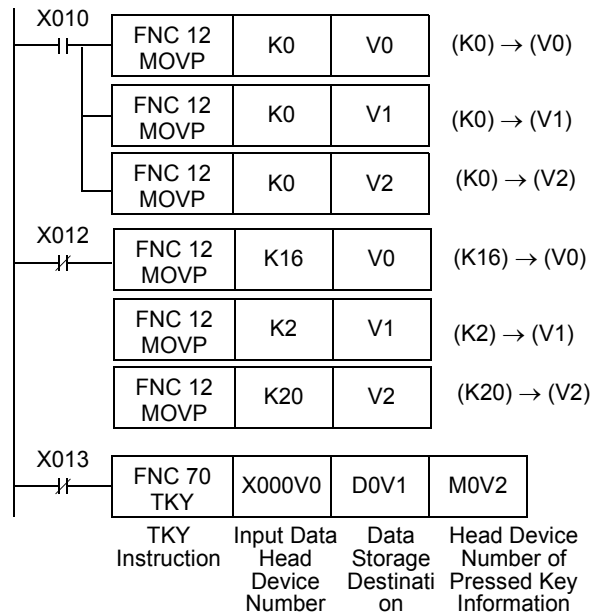 X010
FNC 12 MOVP K0 V0 (K0) → (V0)
FNC 12 MOVP K0 V1 (K0) → (V1)
FNC 12 MOVP K0 V2 (K0) → (V2)
X012
FNC 12 MOVP K16 V0 (K16) → (V0)
FNC 12 MOVP K2 V1 (K2) → (V1)
FNC 12 MOVP K20 V2 (K20) → (V2)
X013
FNC 70 TKY X000V0 D0V1 M0V2
TKY
Instruction
Input Data
Head
Device
Number
Data
Storage
Destinati
on
Head Device
Number of
Pressed Key
Information